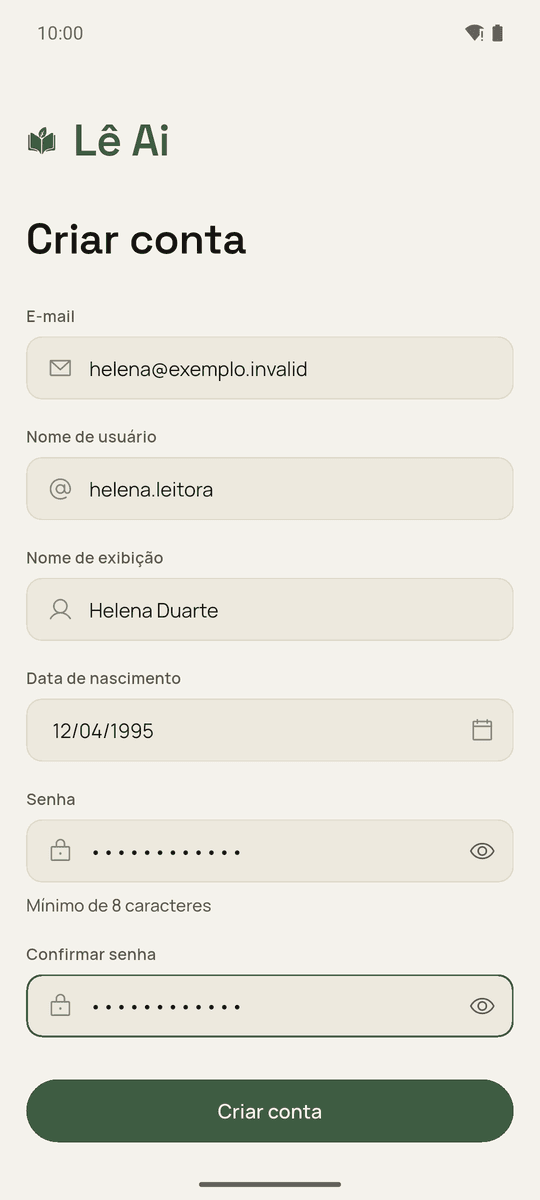 10:00
Lê Ai
Criar conta
E-mail
helena@exemplo.invalid
Nome de usuário
helena.leitora
Nome de exibição
Helena Duarte
Data de nascimento
12/04/1995
Senha
••••••••••••
Mínimo de 8 caracteres
Confirmar senha
••••••••••••
Criar conta